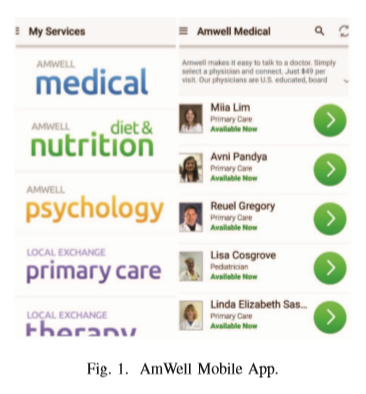 My Services
AMWELL
medical
AMWELL
diet &
nutrition
AMWELL
psychology
LOCAL EXCHANGE
primary care
LOCAL EXCHANGE
therapy
Amwell Medical
Amwell makes it easy to talk to a doctor. Simply
select a physician and connect. Just $49 per
visit. Our physicians are U.S. educated, board
Miia Lim
Primary Care
Available Now
Avni Pandya
Primary Care
Available Now
Reuel Gregory
Primary Care
Available Now
Lisa Cosgrove
Pediatrician
Available Now
Linda Elizabeth Sas...
Primary Care
Available Now
Fig. 1. AmWell Mobile App.